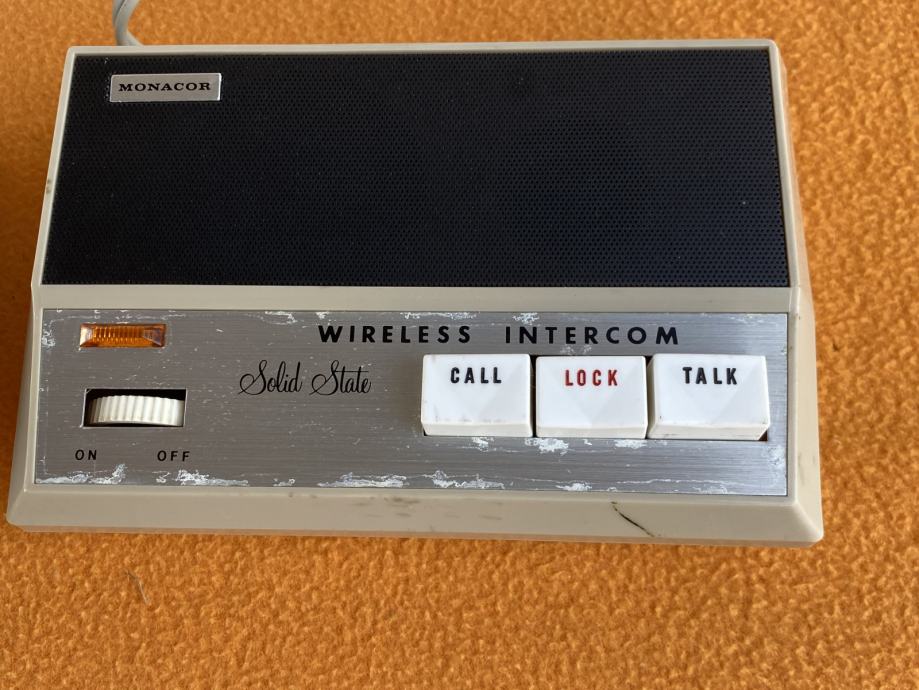 MONACOR
WIRELESS INTERCOM
Solid State
CALL
LOCK
TALK
ON
OFF